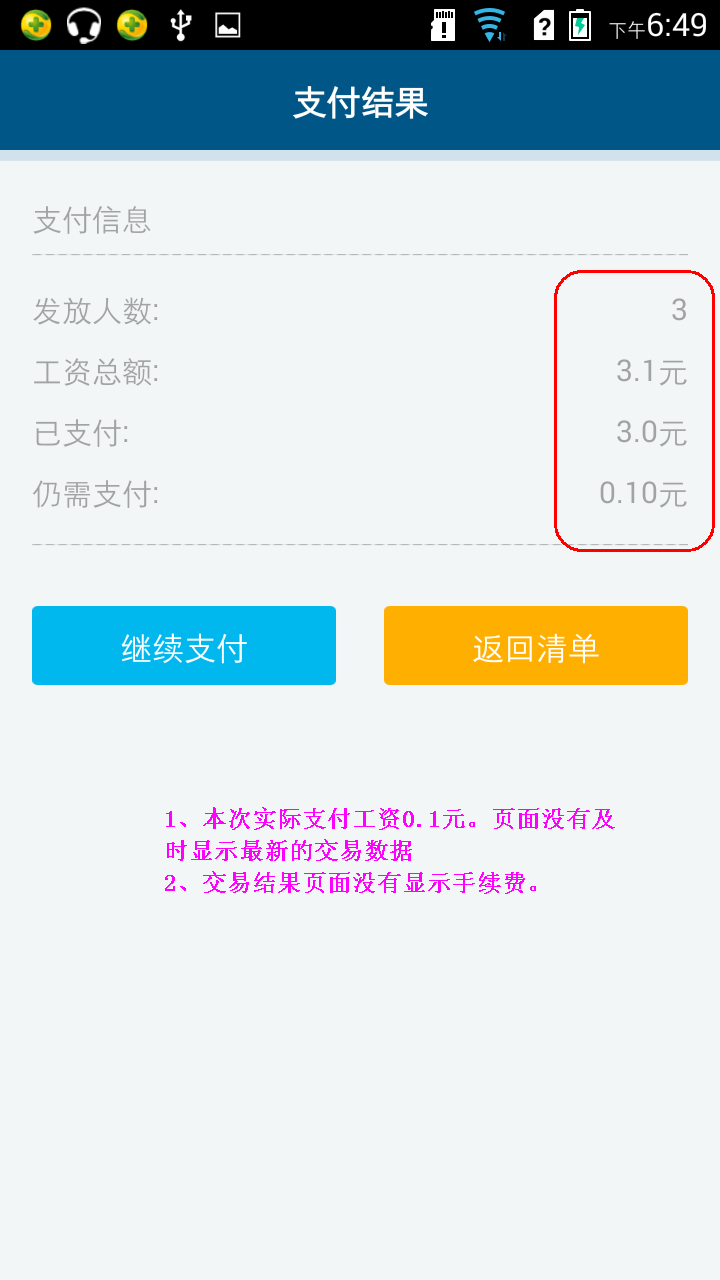 下午6:49
支付结果
支付信息
发放人数: 3
工资总额: 3.1元
已支付: 3.0元
仍需支付: 0.10元
继续支付 返回清单
1、本次实际支付工资0.1元。页面没有及
时显示最新的交易数据
2、交易结果页面没有显示手续费。